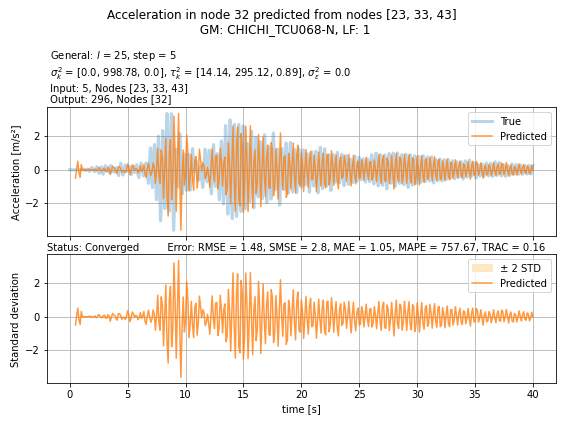 Acceleration in node 32 predicted from nodes [23, 33, 43]
GM: CHICHI_TCU068-N, LF: 1
General: l = 25, step = 5
σ²ₖ = [0.0, 998.78, 0.0], τ²ₖ = [14.14, 295.12, 0.89], σ²ε = 0.0
Input: 5, Nodes [23, 33, 43]
Output: 296, Nodes [32]
True
Predicted
Acceleration [m/s²]
2
0
−2
Status: Converged Error: RMSE = 1.48, SMSE = 2.8, MAE = 1.05, MAPE = 757.67, TRAC = 0.16
± 2 STD
Predicted
Standard deviation
2
0
−2
0 5 10 15 20 25 30 35 40
time [s]